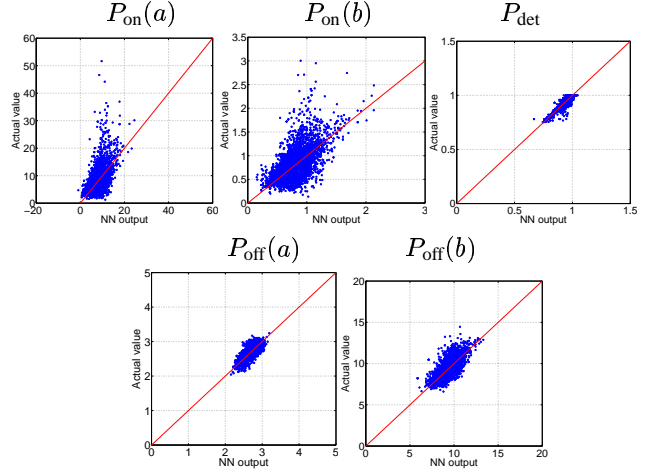 P_on(a) P_on(b) P_det
60
50
40
30
20
10
0
−20 0 20 40 60
Actual value
NN output
3.5
3
2.5
2
1.5
1
0.5
0
0 1 2 3
Actual value
NN output
1.5
1
0.5
0 0.5 1 1.5
Actual value
NN output
P_off(a) P_off(b)
5
4
3
2
1
0
0 1 2 3 4 5
Actual value
NN output
20
15
10
5
0
0 5 10 15 20
Actual value
NN output